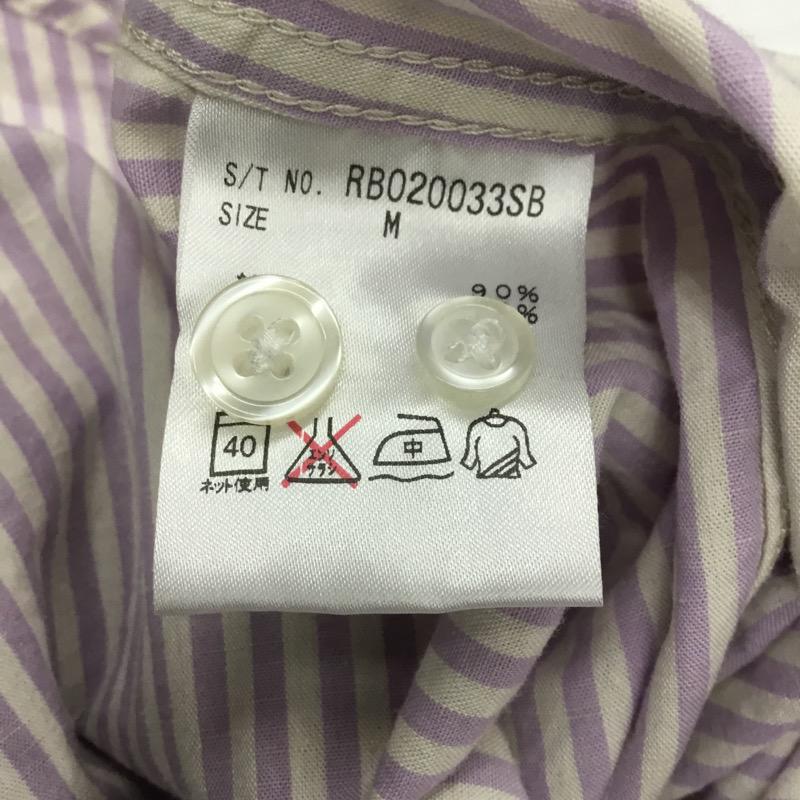 S/T NO. RB020033SB
SIZE M
90%
%
40
エンソ
サラシ
中
ネット使用